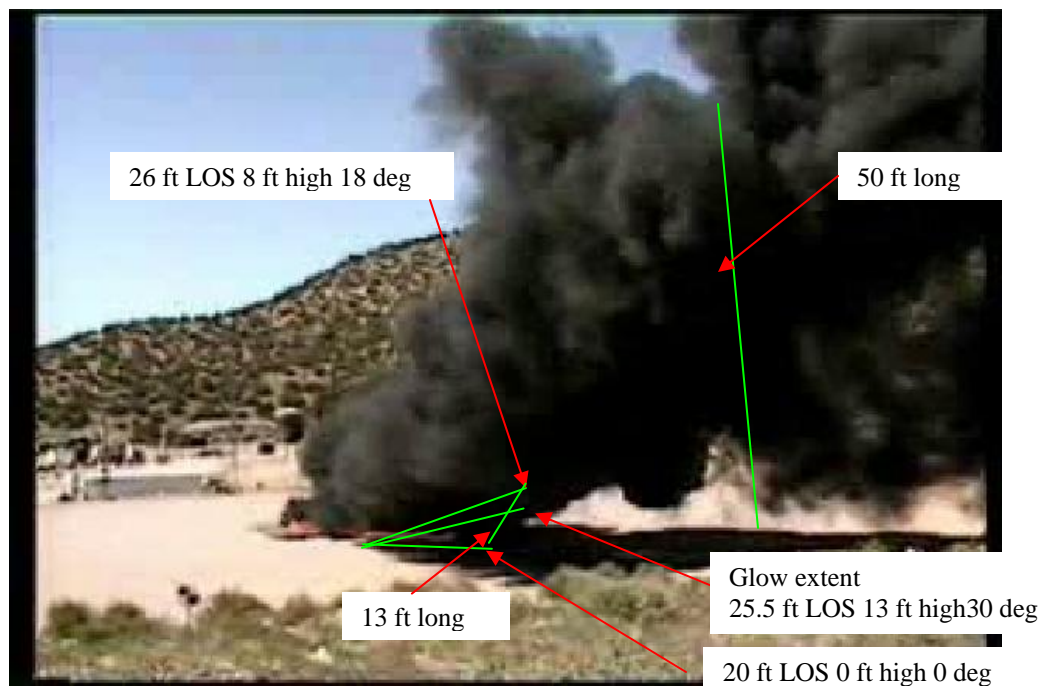 26 ft LOS 8 ft high 18 deg
50 ft long
Glow extent
25.5 ft LOS 13 ft high30 deg
13 ft long
20 ft LOS 0 ft high 0 deg